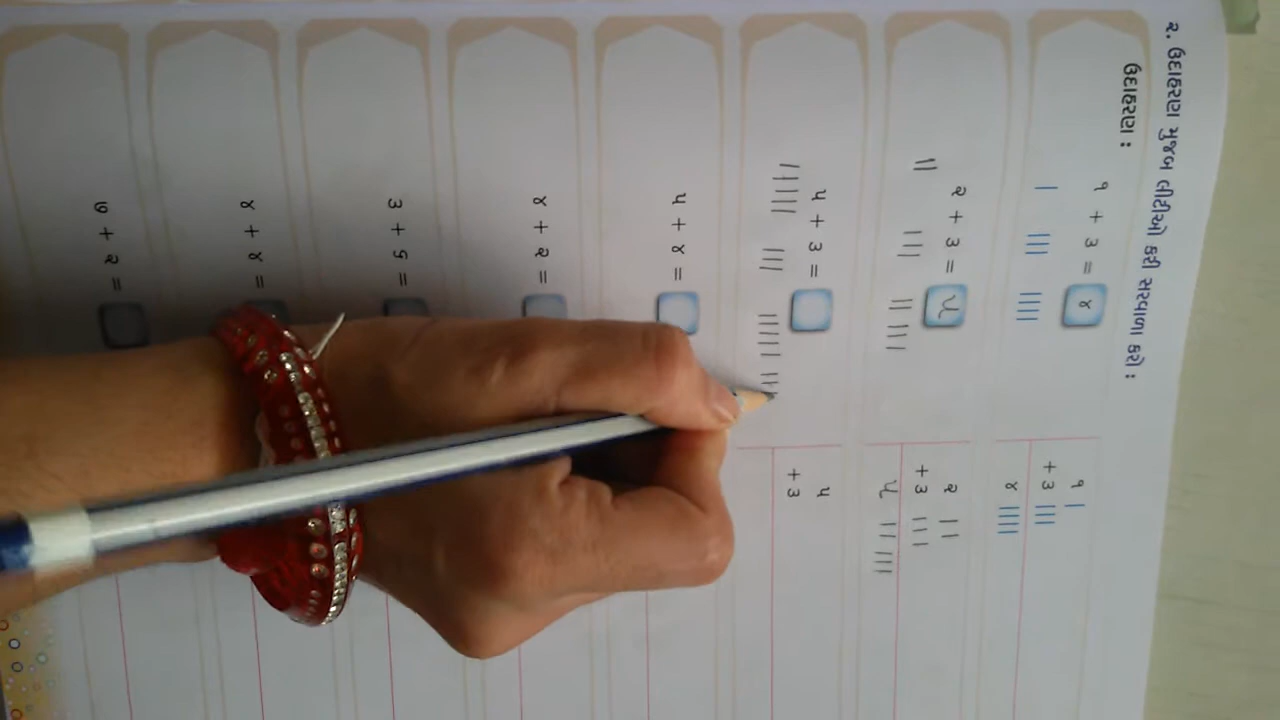 ૨. ઉદાહરણ મુજબ લીટીઓ કરી સરવાળા કરો :
ઉદાહરણ :
૧ + ૩ = ૪
૧
+ ૩
૪
૨ + ૩ = ૫
૨
+ ૩
૫
૫ + ૩ =
૫
+ ૩
૫ + ૪ =
૪ + ૨ =
૩ + ૬ =
૪ + ૪ =
૭ + ૨ =